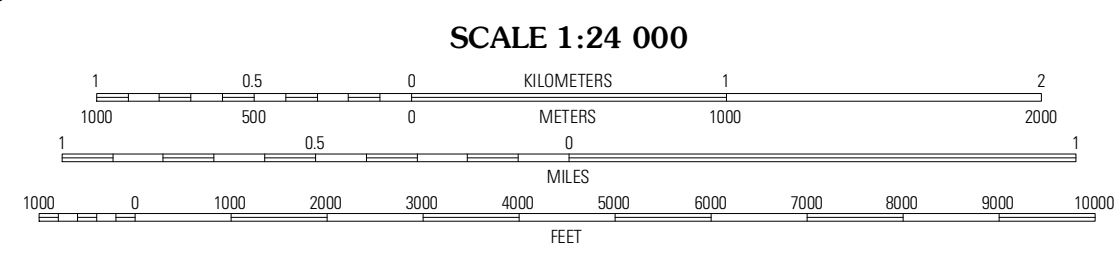 SCALE 1:24 000
1 0.5 0 KILOMETERS 1 2
1000 500 0 METERS 1000 2000
1 0.5 0 1
MILES
1000 0 1000 2000 3000 4000 5000 6000 7000 8000 9000 10000
FEET